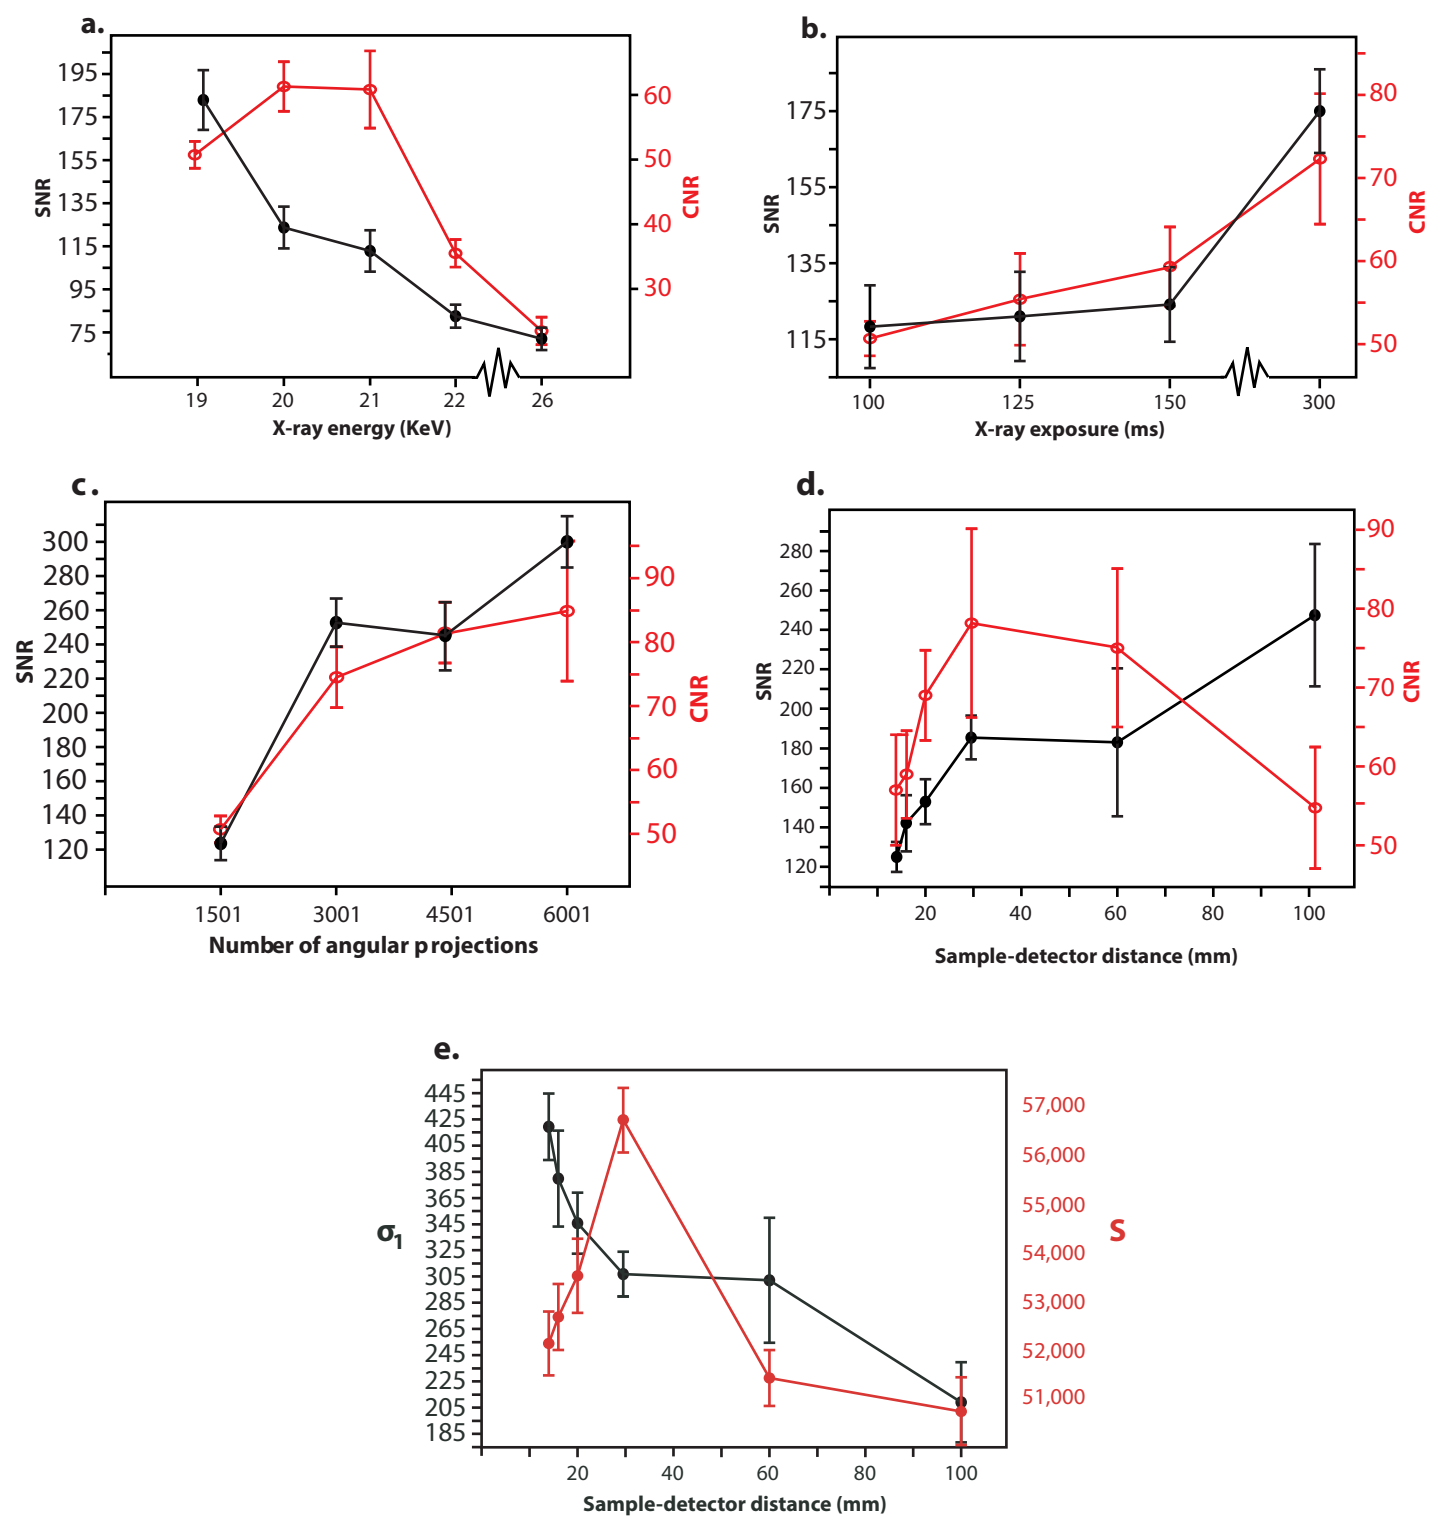 a.
195
175
155
135
115
95
75
SNR
60
50
40
30
CNR
19 20 21 22 26
X-ray energy (KeV)
b.
175
155
135
115
SNR
80
70
60
50
CNR
100 125 150 300
X-ray exposure (ms)
c.
300
280
260
240
220
200
180
160
140
120
SNR
90
80
70
60
50
CNR
1501 3001 4501 6001
Number of angular projections
d.
280
260
240
220
200
180
160
140
120
SNR
90
80
70
60
50
CNR
20 40 60 80 100
Sample-detector distance (mm)
e.
445
425
405
385
365
345
325
305
285
265
245
225
205
185
σ1
57,000
56,000
55,000
54,000
53,000
52,000
51,000
S
20 40 60 80 100
Sample-detector distance (mm)